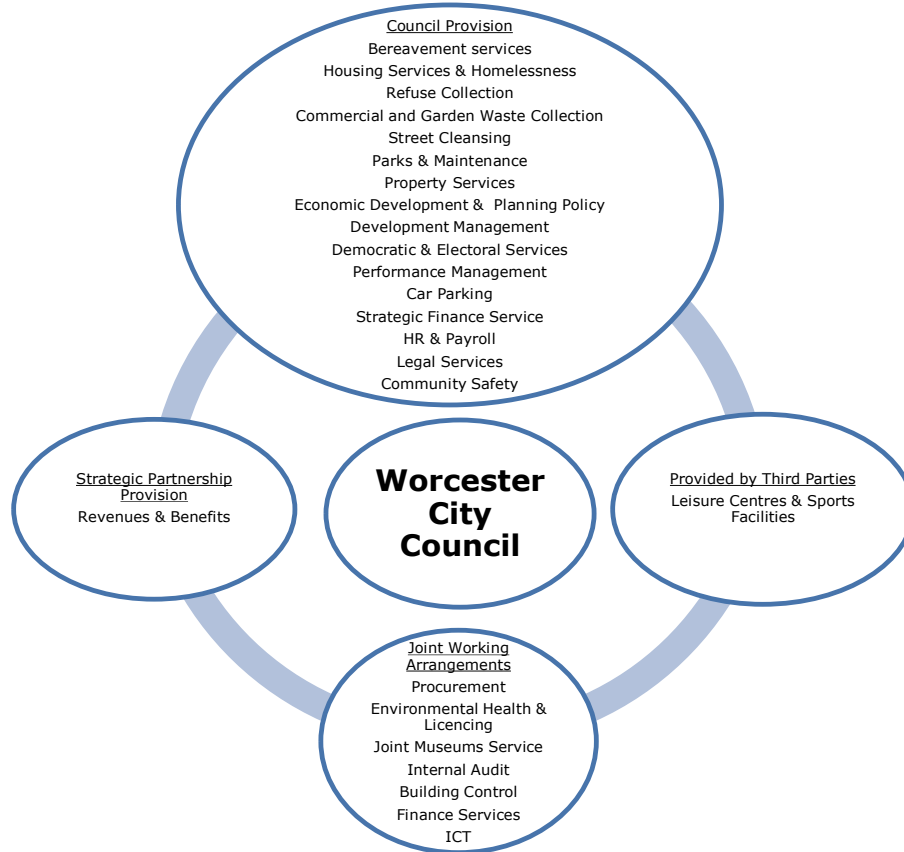 Council Provision
Bereavement services
Housing Services & Homelessness
Refuse Collection
Commercial and Garden Waste Collection
Street Cleansing
Parks & Maintenance
Property Services
Economic Development & Planning Policy
Development Management
Democratic & Electoral Services
Performance Management
Car Parking
Strategic Finance Service
HR & Payroll
Legal Services
Community Safety
Strategic Partnership
Provision
Revenues & Benefits
Worcester
City
Council
Provided by Third Parties
Leisure Centres & Sports
Facilities
Joint Working
Arrangements
Procurement
Environmental Health &
Licencing
Joint Museums Service
Internal Audit
Building Control
Finance Services
ICT